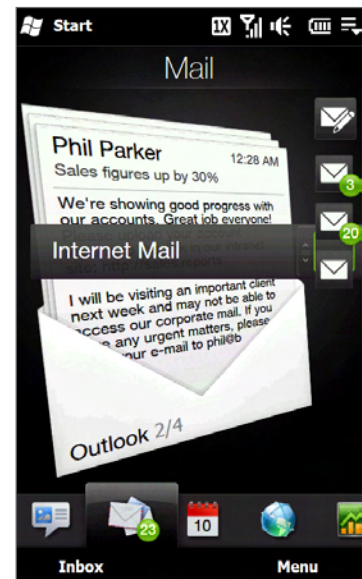 Start
1X
Mail
Phil Parker
12:28 AM
Sales figures up by 30%
We're showing good progress with
our accounts. Great job everyone!
3
20
Internet Mail
I will be visiting an important client
next week and may not be able to
access our corporate mail. If you
any urgent matters, please
your e-mail to phil@b
Outlook 2/4
23
10
Inbox
Menu